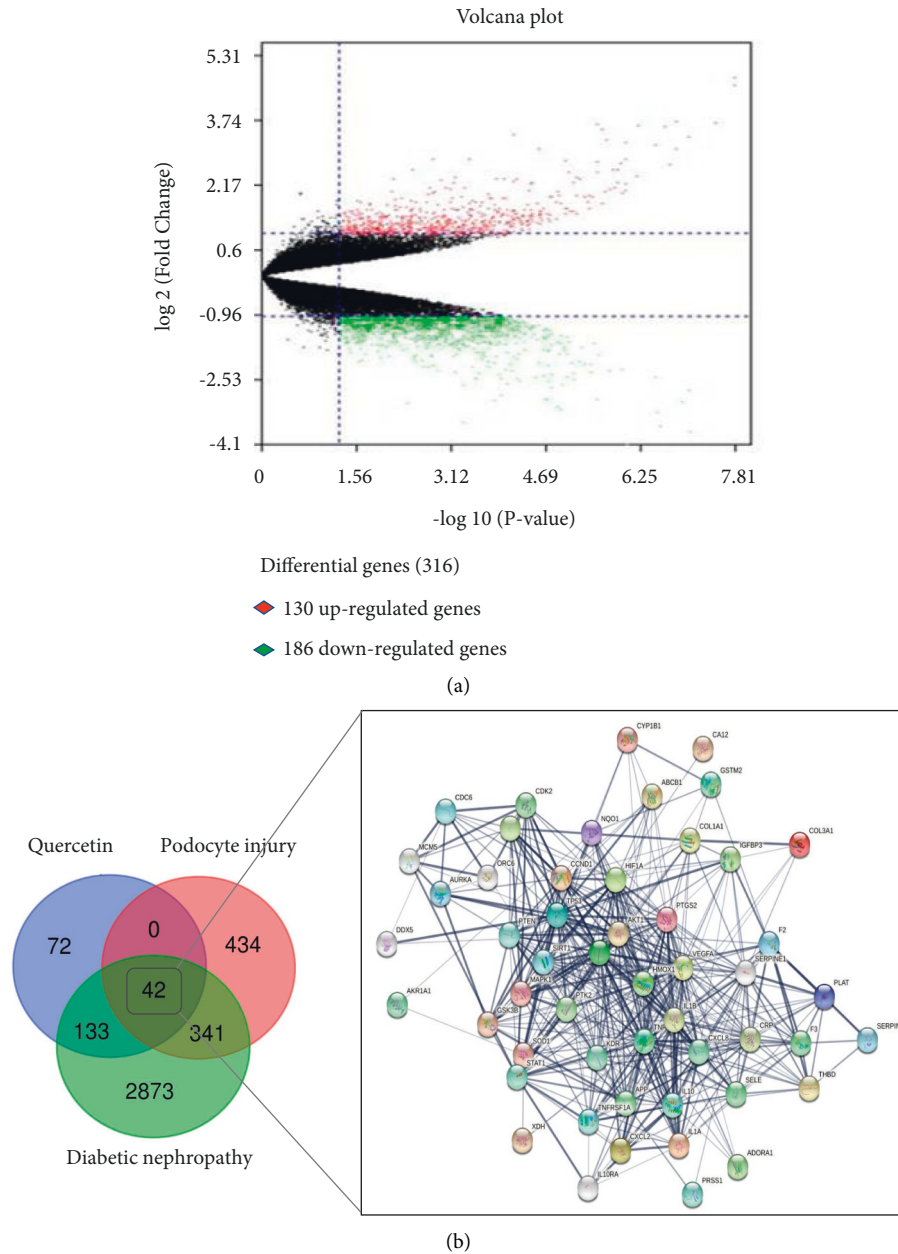 Volcana plot
5.31
3.74
2.17
0.6
-0.96
-2.53
-4.1
log 2 (Fold Change)
0 1.56 3.12 4.69 6.25 7.81
-log 10 (P-value)
Differential genes (316)
130 up-regulated genes
186 down-regulated genes
(a)
Quercetin Podocyte injury
72 0 434
42
133 341
2873
Diabetic nephropathy
CYP1B1
CA12
GSTM2
ABCB1
CDK2
CDC6
NQO1
COL1A1
COL3A1
MCM5
IGFBP3
ORC6
CCND1
HIF1A
AURKA
TP53
PTGS2
AKT1
PTEN
DDX5
F2
SIRT1
VEGFA
SERPINE1
HMOX1
PLAT
MAPK1
AKR1A1
PTK2
IL1B
GSK3B
TNF
CRP
F3
SERPIN
SOD1
CXCL8
KDR
STAT1
THBD
APP
SELE
IL10
TNFRSF1A
XDH
CXCL2
IL1A
ADORA1
IL10RA
PRSS1
(b)